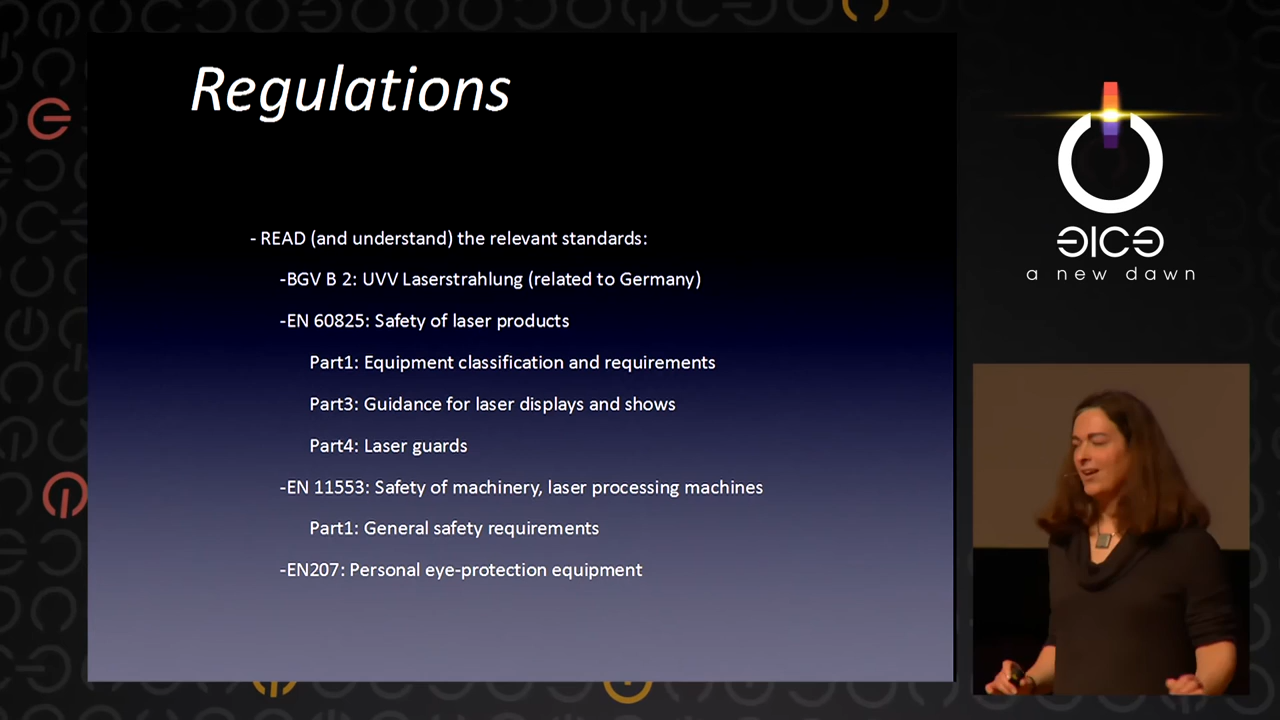 Regulations
- READ (and understand) the relevant standards:
-BGV B 2: UVV Laserstrahlung (related to Germany)
-EN 60825: Safety of laser products
Part1: Equipment classification and requirements
Part3: Guidance for laser displays and shows
Part4: Laser guards
-EN 11553: Safety of machinery, laser processing machines
Part1: General safety requirements
-EN207: Personal eye-protection equipment
31C3
a new dawn